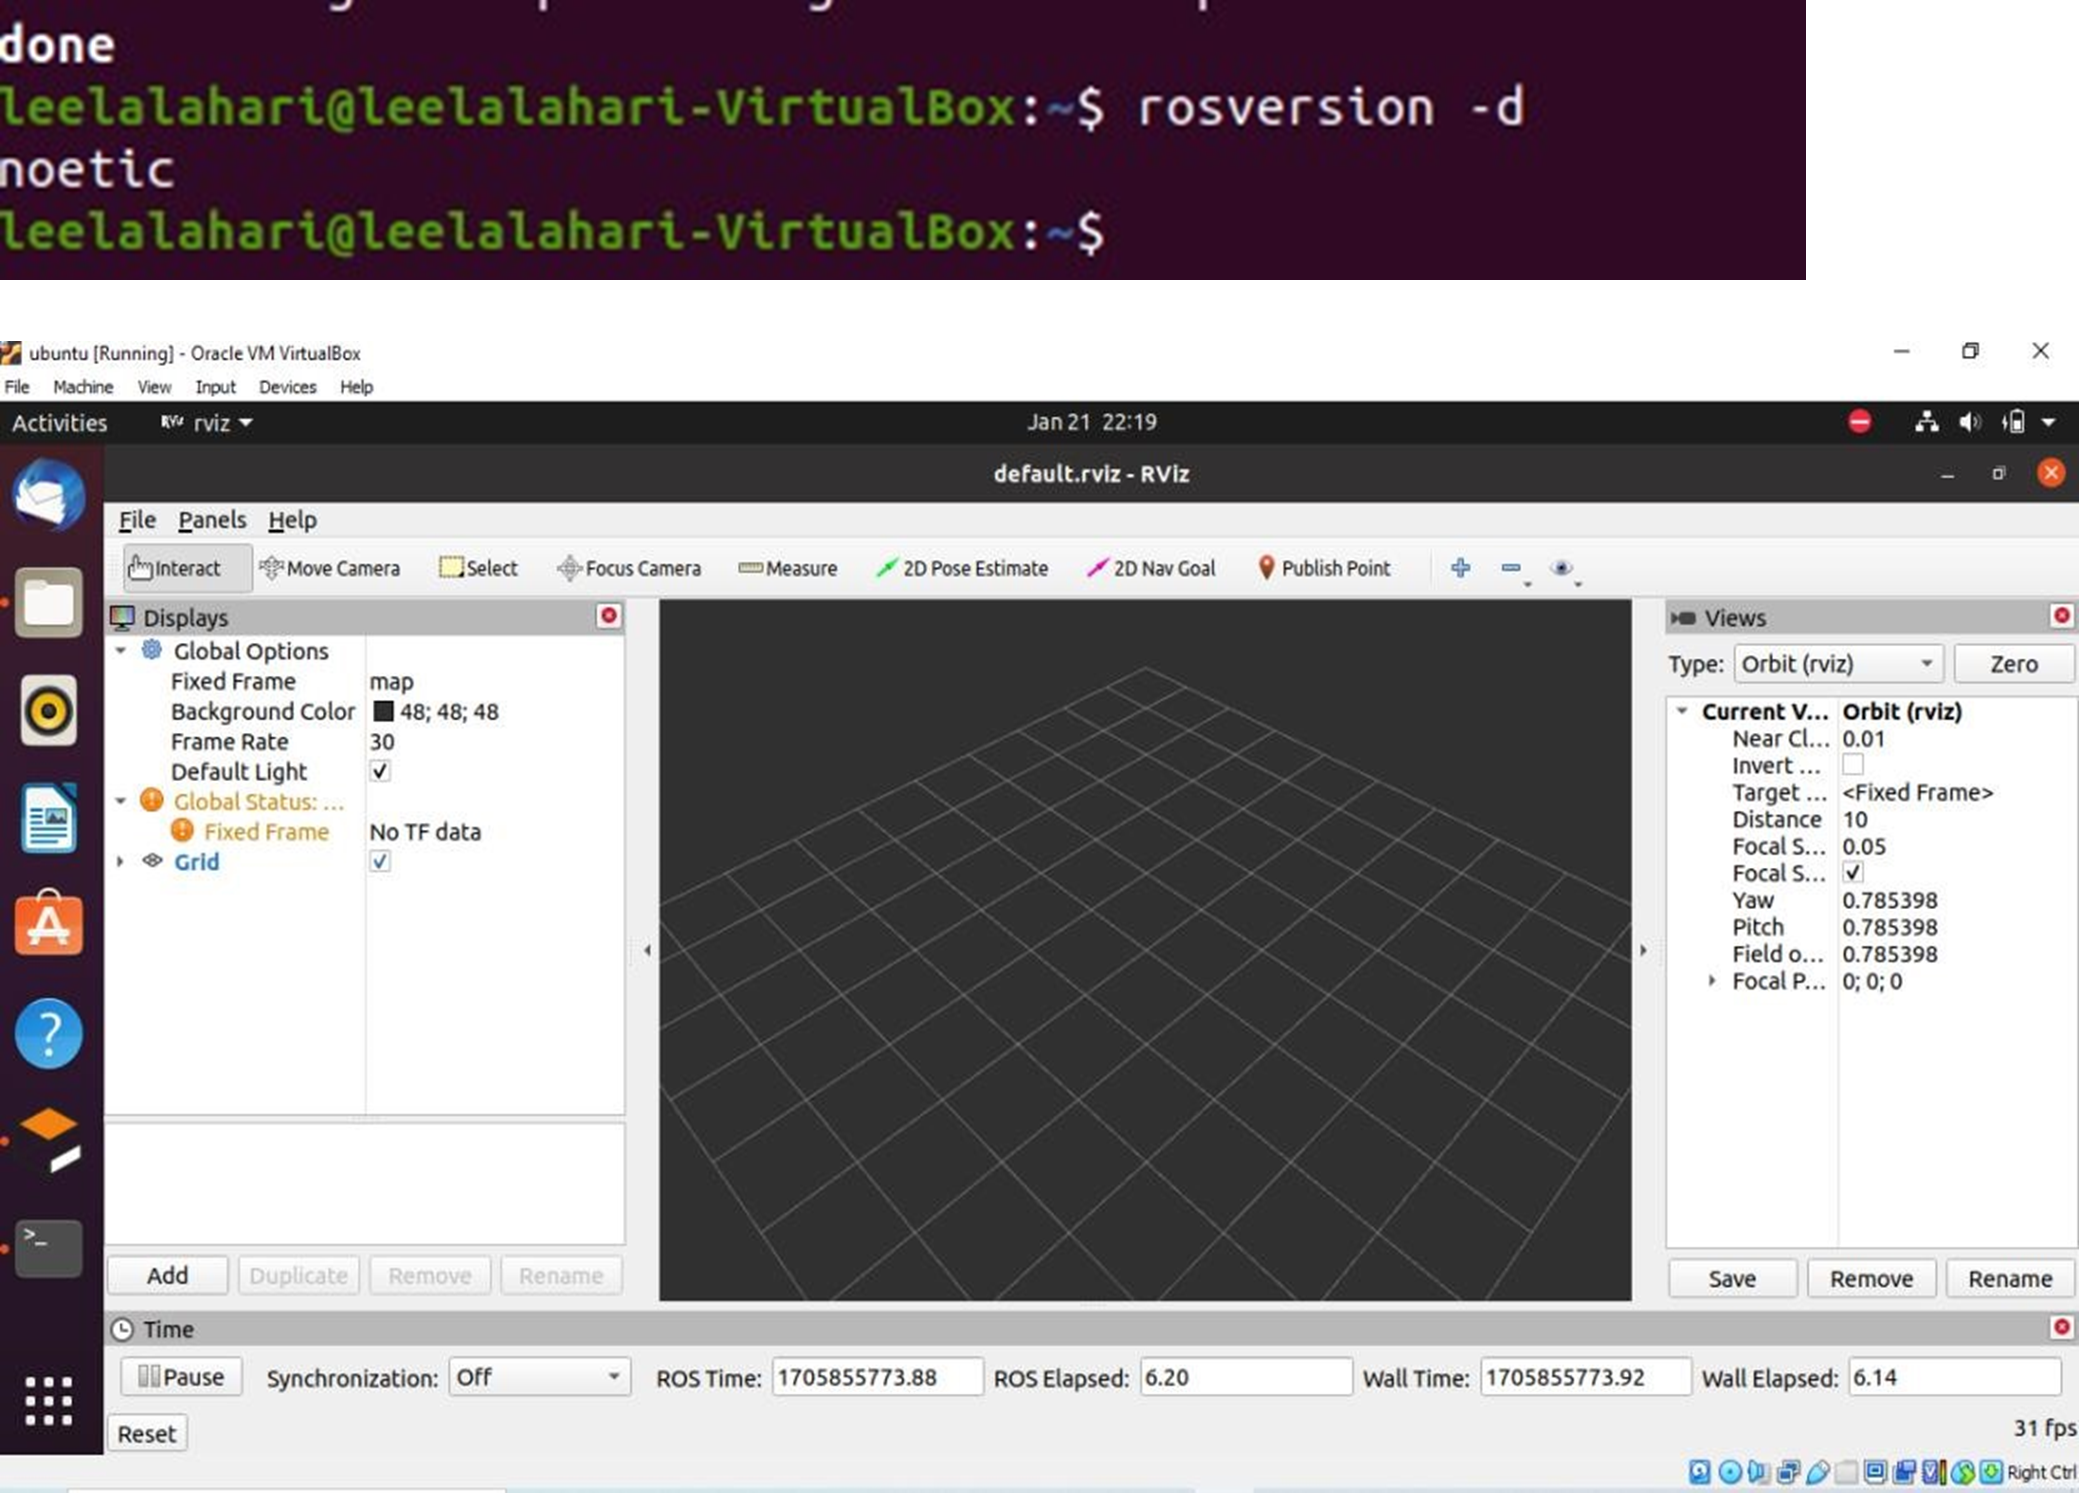 done
leelalahari@leelalahari-VirtualBox:~$ rosversion -d
noetic
leelalahari@leelalahari-VirtualBox:~$
ubuntu [Running] - Oracle VM VirtualBox
File Machine View Input Devices Help
Activities RViz rviz Jan 21 22:19
default.rviz - RViz
File Panels Help
Interact Move Camera Select Focus Camera Measure 2D Pose Estimate 2D Nav Goal Publish Point
Displays
Global Options
Fixed Frame map
Background Color 48; 48; 48
Frame Rate 30
Default Light ✓
Global Status: ...
Fixed Frame No TF data
Grid ✓
Add Duplicate Remove Rename
Views
Type: Orbit (rviz) Zero
Current V... Orbit (rviz)
Near Cl... 0.01
Invert ...
Target ... <Fixed Frame>
Distance 10
Focal S... 0.05
Focal S... ✓
Yaw 0.785398
Pitch 0.785398
Field o... 0.785398
Focal P... 0; 0; 0
Save Remove Rename
Time
Pause Synchronization: Off ROS Time: 1705855773.88 ROS Elapsed: 6.20 Wall Time: 1705855773.92 Wall Elapsed: 6.14
Reset 31 fps
Right Ctrl